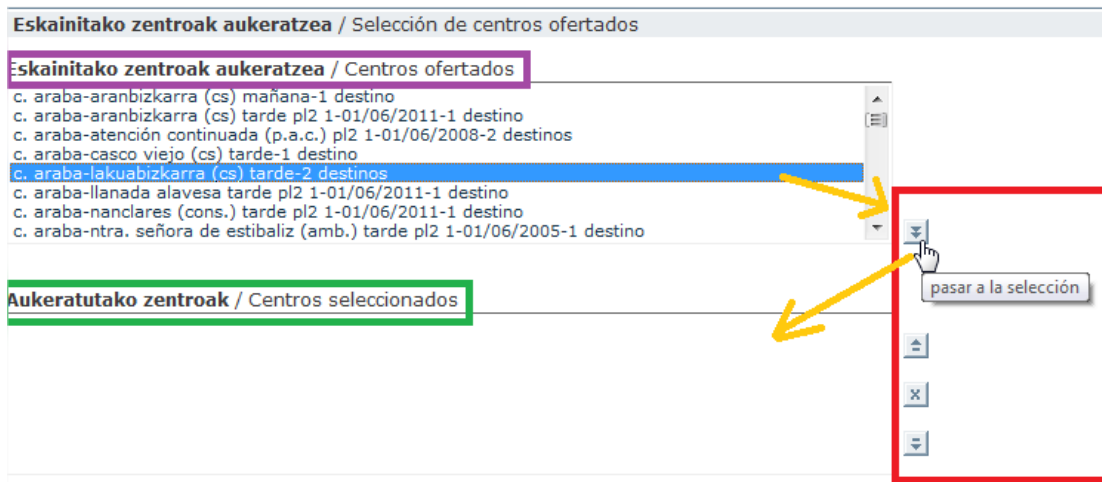 Eskainitako zentroak aukeratzea / Selección de centros ofertados
Eskainitako zentroak aukeratzea / Centros ofertados
c. araba-aranbizkarra (cs) mañana-1 destino
c. araba-aranbizkarra (cs) tarde pl2 1-01/06/2011-1 destino
c. araba-atención continuada (p.a.c.) pl2 1-01/06/2008-2 destinos
c. araba-casco viejo (cs) tarde-1 destino
c. araba-lakuabizkarra (cs) tarde-2 destinos
c. araba-llanada alavesa tarde pl2 1-01/06/2011-1 destino
c. araba-nanclares (cons.) tarde pl2 1-01/06/2011-1 destino
c. araba-ntra. señora de estibaliz (amb.) tarde pl2 1-01/06/2005-1 destino
pasar a la selección
Aukeratutako zentroak / Centros seleccionados